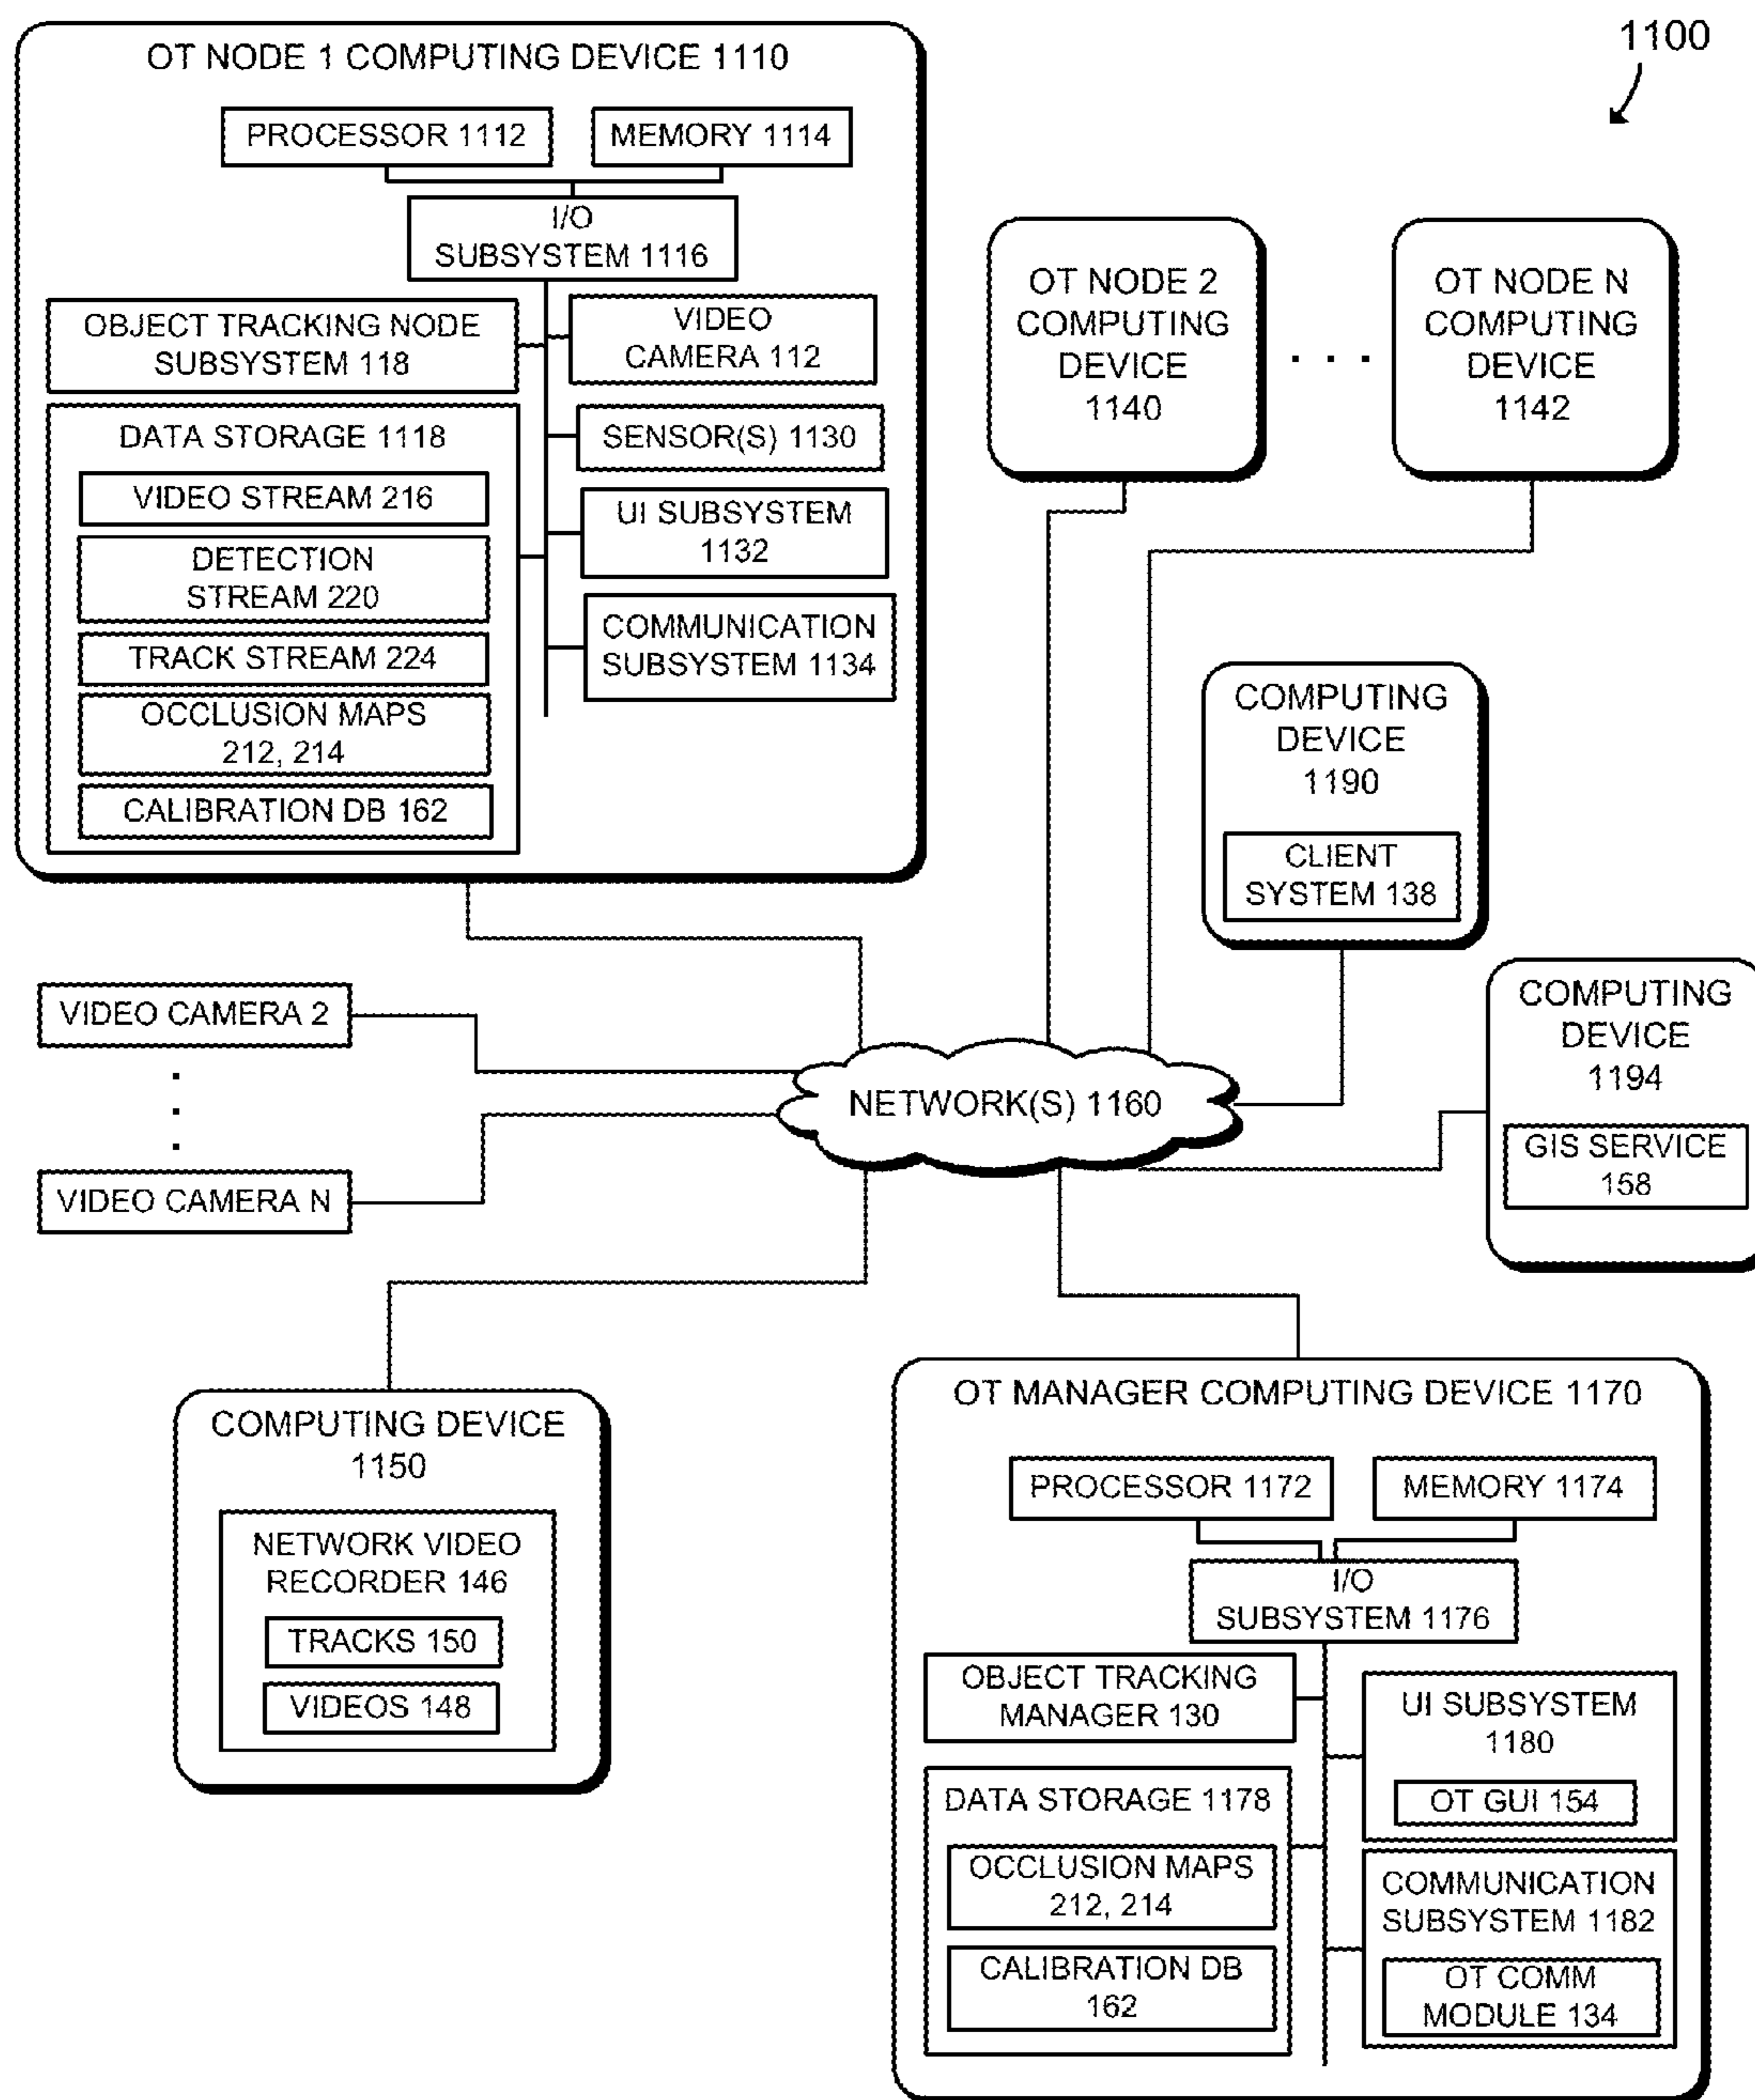 1100
OT NODE 1 COMPUTING DEVICE 1110
PROCESSOR 1112
MEMORY 1114
I/O
SUBSYSTEM 1116
OBJECT TRACKING NODE
SUBSYSTEM 118
VIDEO
CAMERA 112
DATA STORAGE 1118
VIDEO STREAM 216
DETECTION
STREAM 220
TRACK STREAM 224
OCCLUSION MAPS
212, 214
CALIBRATION DB 162
SENSOR(S) 1130
UI SUBSYSTEM
1132
COMMUNICATION
SUBSYSTEM 1134
OT NODE 2
COMPUTING
DEVICE
1140
. . .
OT NODE N
COMPUTING
DEVICE
1142
COMPUTING
DEVICE
1190
CLIENT
SYSTEM 138
COMPUTING
DEVICE
1194
GIS SERVICE
158
VIDEO CAMERA 2
.
.
.
VIDEO CAMERA N
NETWORK(S) 1160
COMPUTING DEVICE
1150
NETWORK VIDEO
RECORDER 146
TRACKS 150
VIDEOS 148
OT MANAGER COMPUTING DEVICE 1170
PROCESSOR 1172
MEMORY 1174
I/O
SUBSYSTEM 1176
OBJECT TRACKING
MANAGER 130
DATA STORAGE 1178
OCCLUSION MAPS
212, 214
CALIBRATION DB
162
UI SUBSYSTEM
1180
OT GUI 154
COMMUNICATION
SUBSYSTEM 1182
OT COMM
MODULE 134